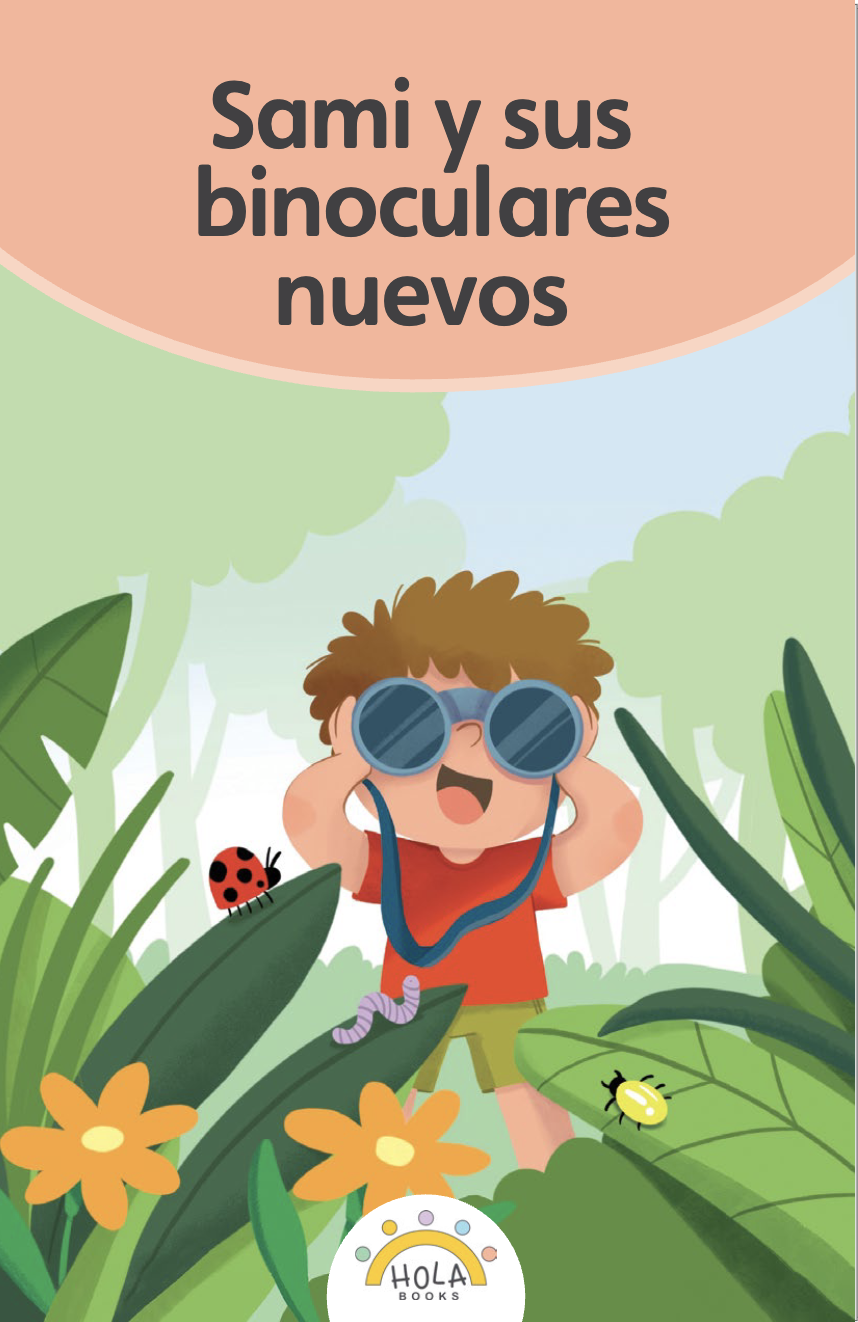 Sami y sus
binoculares
nuevos
HOLA
BOOKS